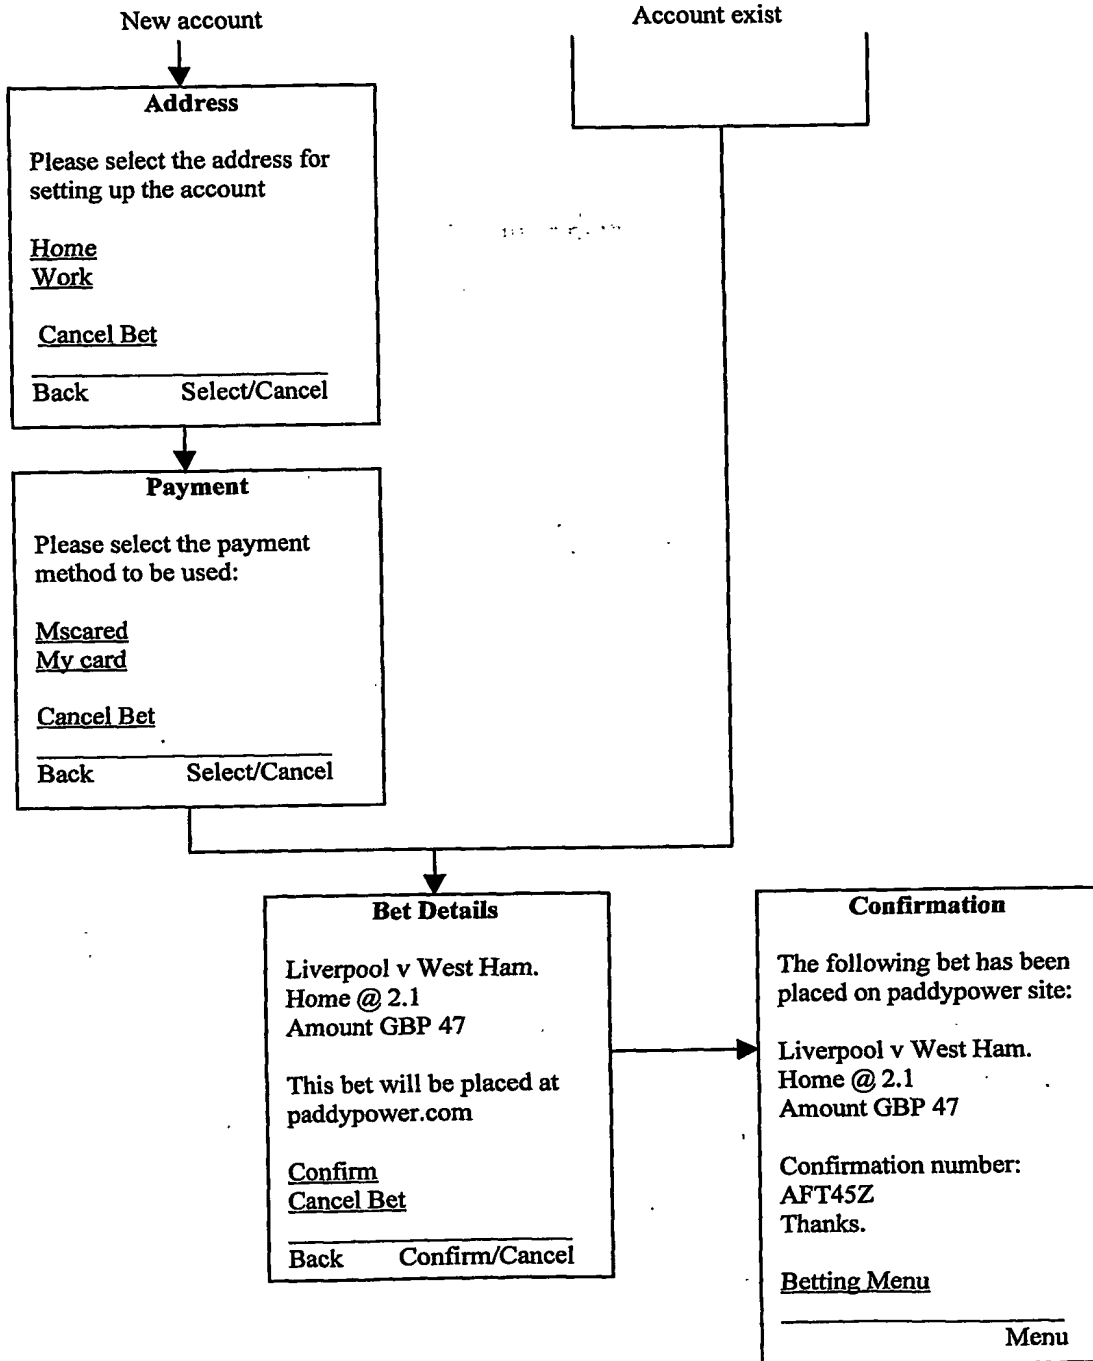 New account
Account exist
Address
Please select the address for
setting up the account
Home
Work
Cancel Bet
Back Select/Cancel
Payment
Please select the payment
method to be used:
Mscared
My card
Cancel Bet
Back Select/Cancel
Bet Details
Liverpool v West Ham.
Home @ 2.1
Amount GBP 47
This bet will be placed at
paddypower.com
Confirm
Cancel Bet
Back Confirm/Cancel
Confirmation
The following bet has been
placed on paddypower site:
Liverpool v West Ham.
Home @ 2.1
Amount GBP 47
Confirmation number:
AFT45Z
Thanks.
Betting Menu
Menu